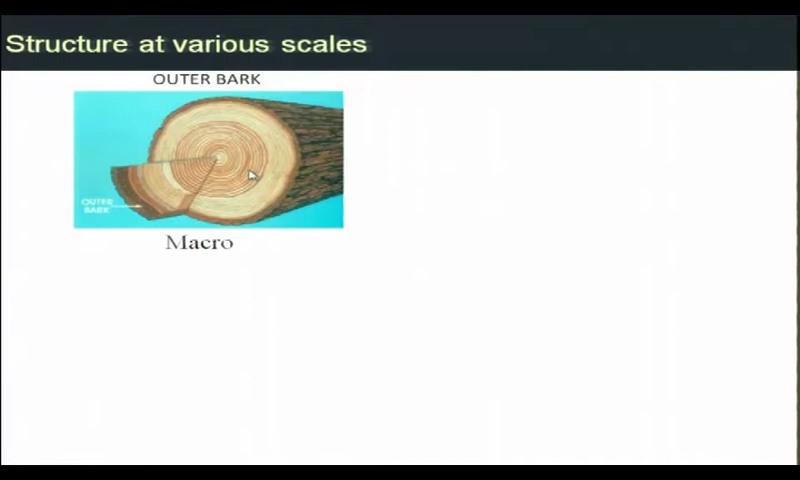 Structure at various scales
OUTER BARK
OUTER
BARK
Macro